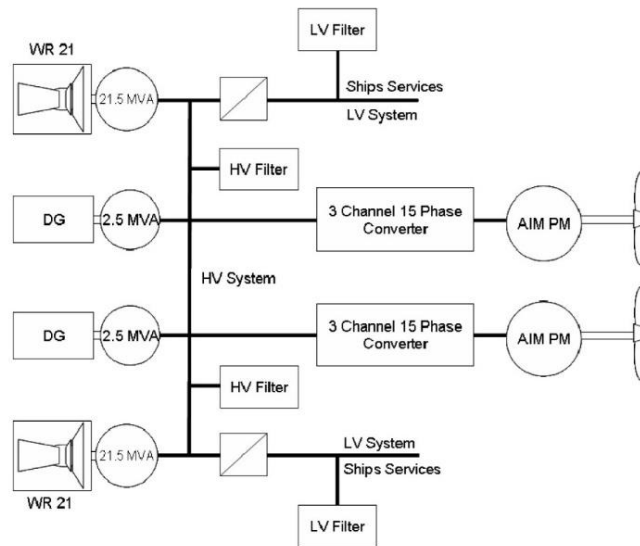 LV Filter
WR 21
21.5 MVA
Ships Services
LV System
HV Filter
DG
2.5 MVA
3 Channel 15 Phase
Converter
AIM PM
HV System
DG
2.5 MVA
3 Channel 15 Phase
Converter
AIM PM
HV Filter
21.5 MVA
LV System
Ships Services
WR 21
LV Filter